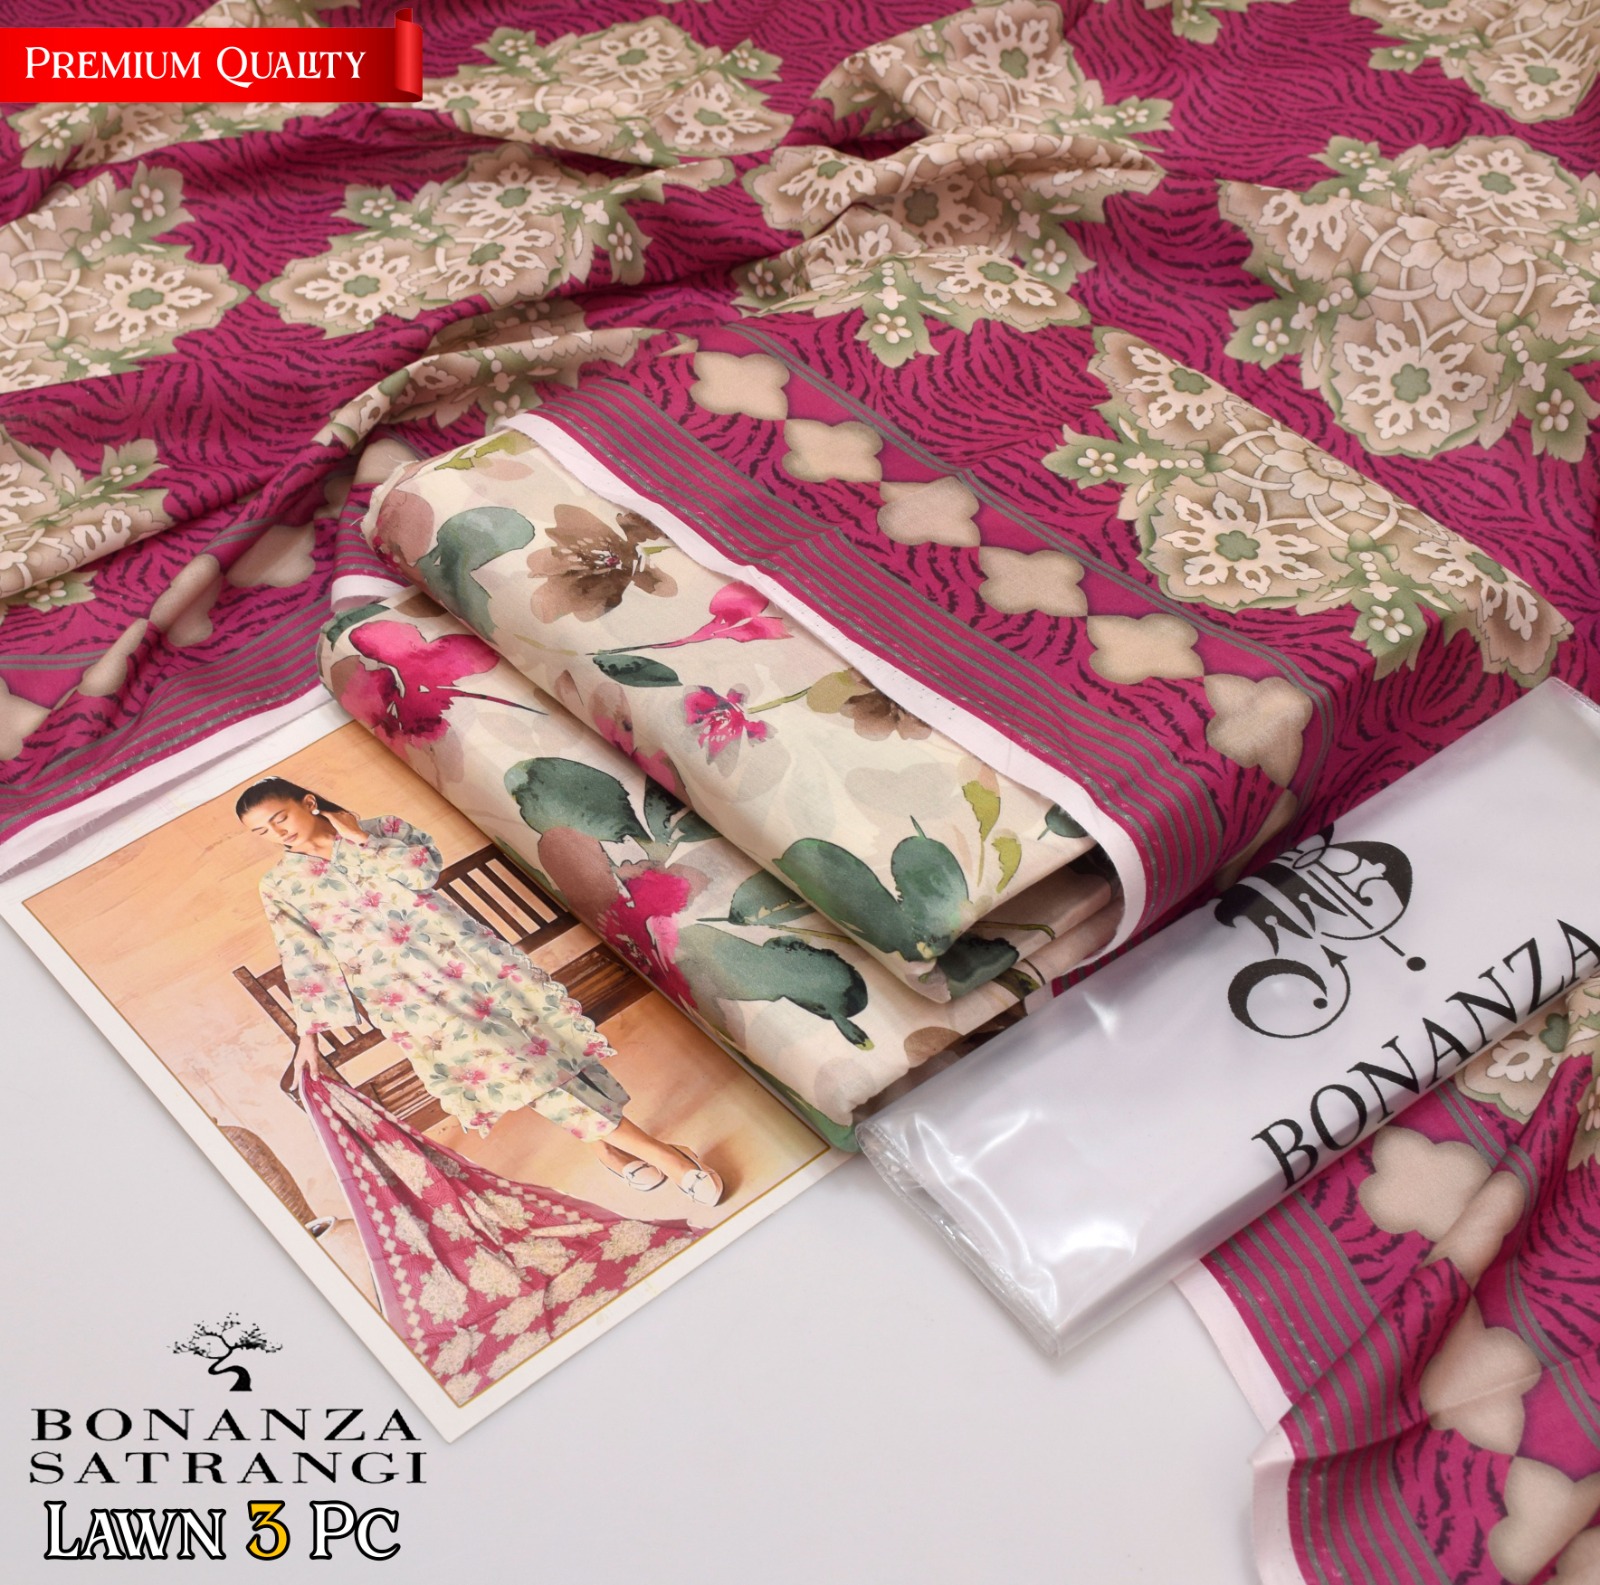 PREMIUM QUALITY
BONANZA
BONANZA
SATRANGI
LAWN 3 PC